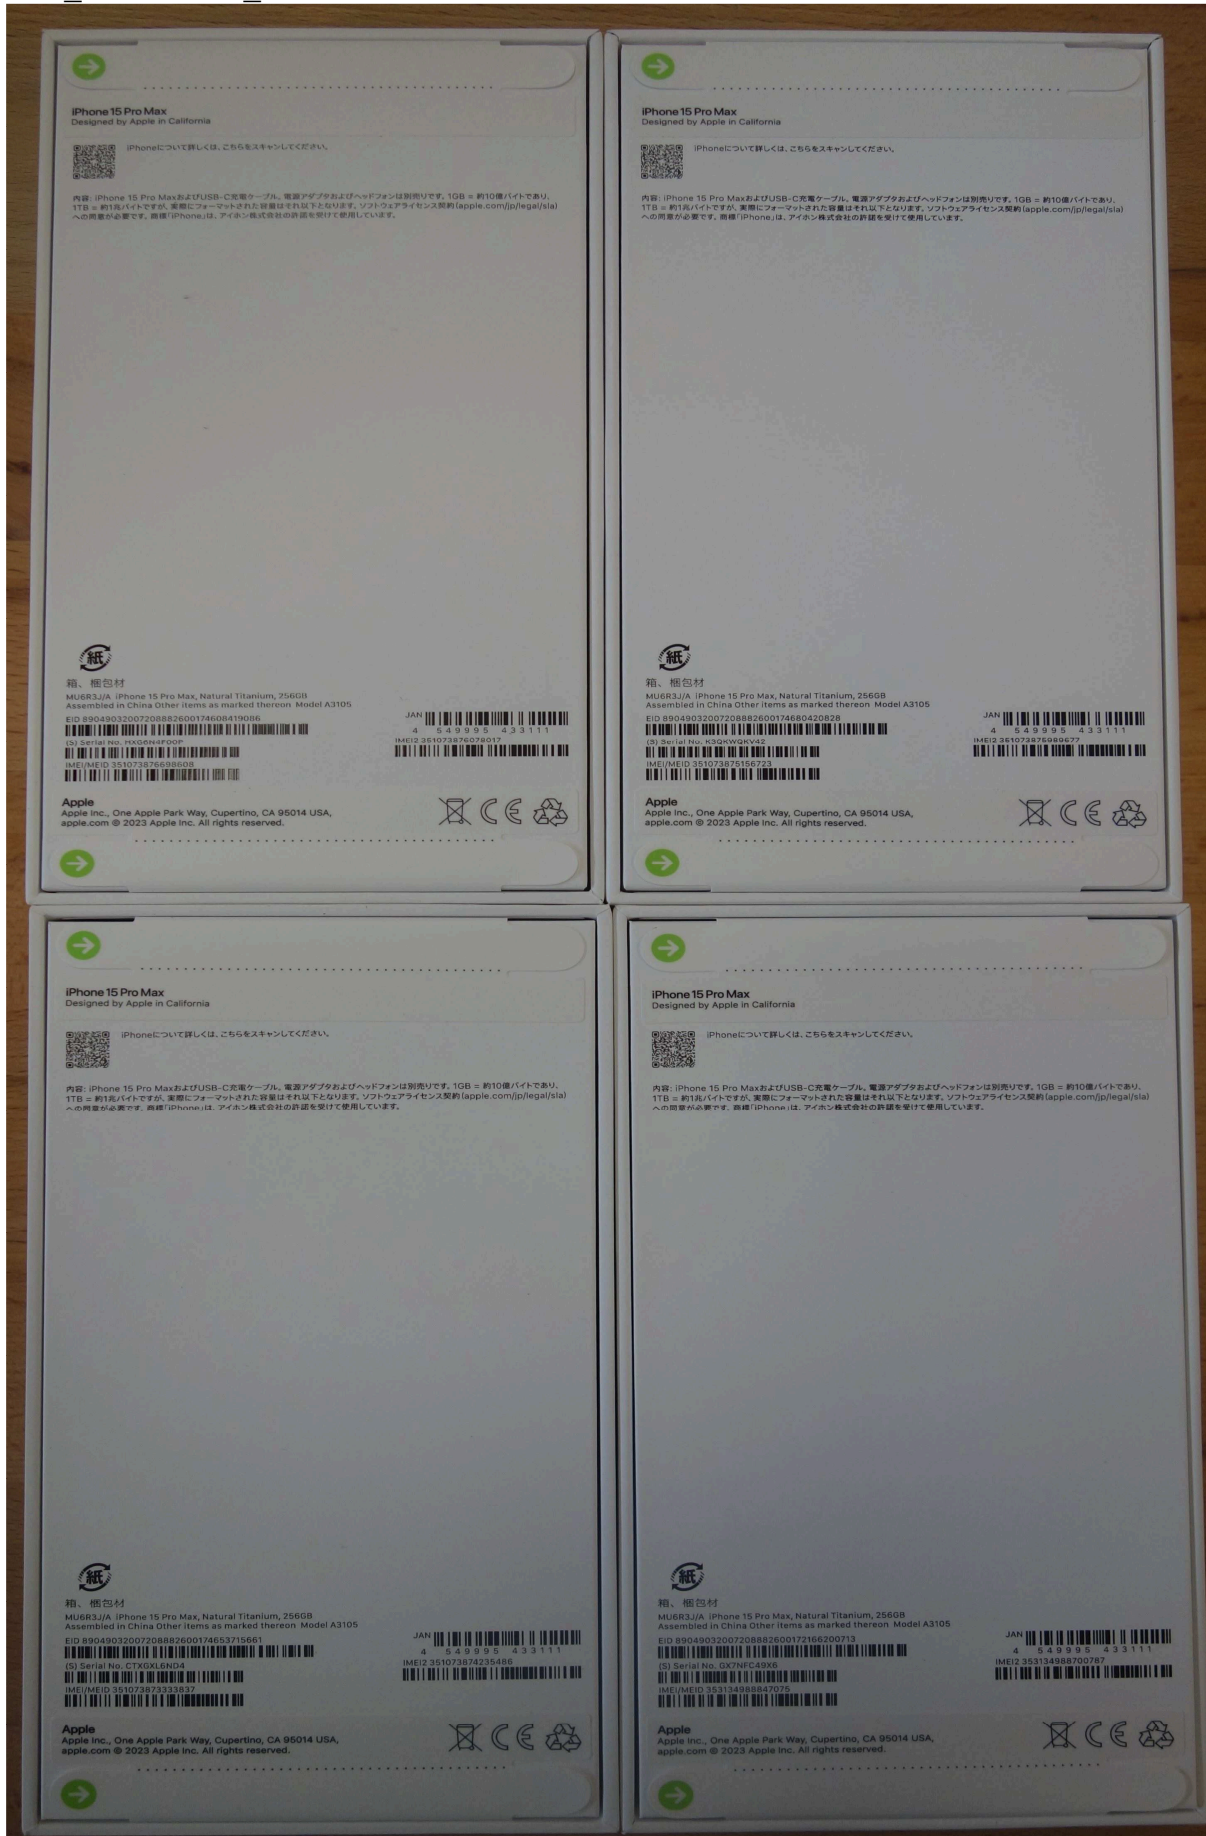 iPhone 15 Pro Max
Designed by Apple in California
iPhoneについて詳しくは、こちらをスキャンしてください。
内容: iPhone 15 Pro MaxおよびUSB-C充電ケーブル。電源アダプタおよびヘッドフォンは別売りです。1GB = 約10億バイトであり、
1TB = 約1兆バイトですが、実際にフォーマットされた容量はそれ以下となります。ソフトウェアライセンス契約(apple.com/jp/legal/sla)
への同意が必要です。商標「iPhone」は、アイホン株式会社の許諾を受けて使用しています。
紙
箱、梱包材
MU6R3J/A iPhone 15 Pro Max, Natural Titanium, 256GB
Assembled in China Other items as marked thereon Model A3105
EID 89049032007208882600174608419086
JAN
4 549995 433111
(S) Serial No.
IMEI2 351073876078017
IMEI/MEID 351073876698608
Apple
Apple Inc., One Apple Park Way, Cupertino, CA 95014 USA,
apple.com © 2023 Apple Inc. All rights reserved.
CE
iPhone 15 Pro Max
Designed by Apple in California
iPhoneについて詳しくは、こちらをスキャンしてください。
内容: iPhone 15 Pro MaxおよびUSB-C充電ケーブル。電源アダプタおよびヘッドフォンは別売りです。1GB = 約10億バイトであり、
1TB = 約1兆バイトですが、実際にフォーマットされた容量はそれ以下となります。ソフトウェアライセンス契約(apple.com/jp/legal/sla)
への同意が必要です。商標「iPhone」は、アイホン株式会社の許諾を受けて使用しています。
紙
箱、梱包材
MU6R3J/A iPhone 15 Pro Max, Natural Titanium, 256GB
Assembled in China Other items as marked thereon Model A3105
EID 89049032007208882600174680420828
JAN
4 549995 433111
(S) Serial No. K3QKWQKV42
IMEI2 351073875989677
IMEI/MEID 351073875156723
Apple
Apple Inc., One Apple Park Way, Cupertino, CA 95014 USA,
apple.com © 2023 Apple Inc. All rights reserved.
CE
iPhone 15 Pro Max
Designed by Apple in California
iPhoneについて詳しくは、こちらをスキャンしてください。
内容: iPhone 15 Pro MaxおよびUSB-C充電ケーブル。電源アダプタおよびヘッドフォンは別売りです。1GB = 約10億バイトであり、
1TB = 約1兆バイトですが、実際にフォーマットされた容量はそれ以下となります。ソフトウェアライセンス契約(apple.com/jp/legal/sla)
への同意が必要です。商標「iPhone」は、アイホン株式会社の許諾を受けて使用しています。
紙
箱、梱包材
MU6R3J/A iPhone 15 Pro Max, Natural Titanium, 256GB
Assembled in China Other items as marked thereon Model A3105
EID 89049032007208882600174653715661
JAN
4 549995 433111
(S) Serial No. CTXGXL6ND4
IMEI2 351073874235486
IMEI/MEID 351073873333837
Apple
Apple Inc., One Apple Park Way, Cupertino, CA 95014 USA,
apple.com © 2023 Apple Inc. All rights reserved.
CE
iPhone 15 Pro Max
Designed by Apple in California
iPhoneについて詳しくは、こちらをスキャンしてください。
内容: iPhone 15 Pro MaxおよびUSB-C充電ケーブル。電源アダプタおよびヘッドフォンは別売りです。1GB = 約10億バイトであり、
1TB = 約1兆バイトですが、実際にフォーマットされた容量はそれ以下となります。ソフトウェアライセンス契約(apple.com/jp/legal/sla)
への同意が必要です。商標「iPhone」は、アイホン株式会社の許諾を受けて使用しています。
紙
箱、梱包材
MU6R3J/A iPhone 15 Pro Max, Natural Titanium, 256GB
Assembled in China Other items as marked thereon Model A3105
EID 89049032007208882600172166200713
JAN
4 549995 433111
(S) Serial No. GX7NFC49X6
IMEI2 353134988700787
IMEI/MEID 353134988847075
Apple
Apple Inc., One Apple Park Way, Cupertino, CA 95014 USA,
apple.com © 2023 Apple Inc. All rights reserved.
CE